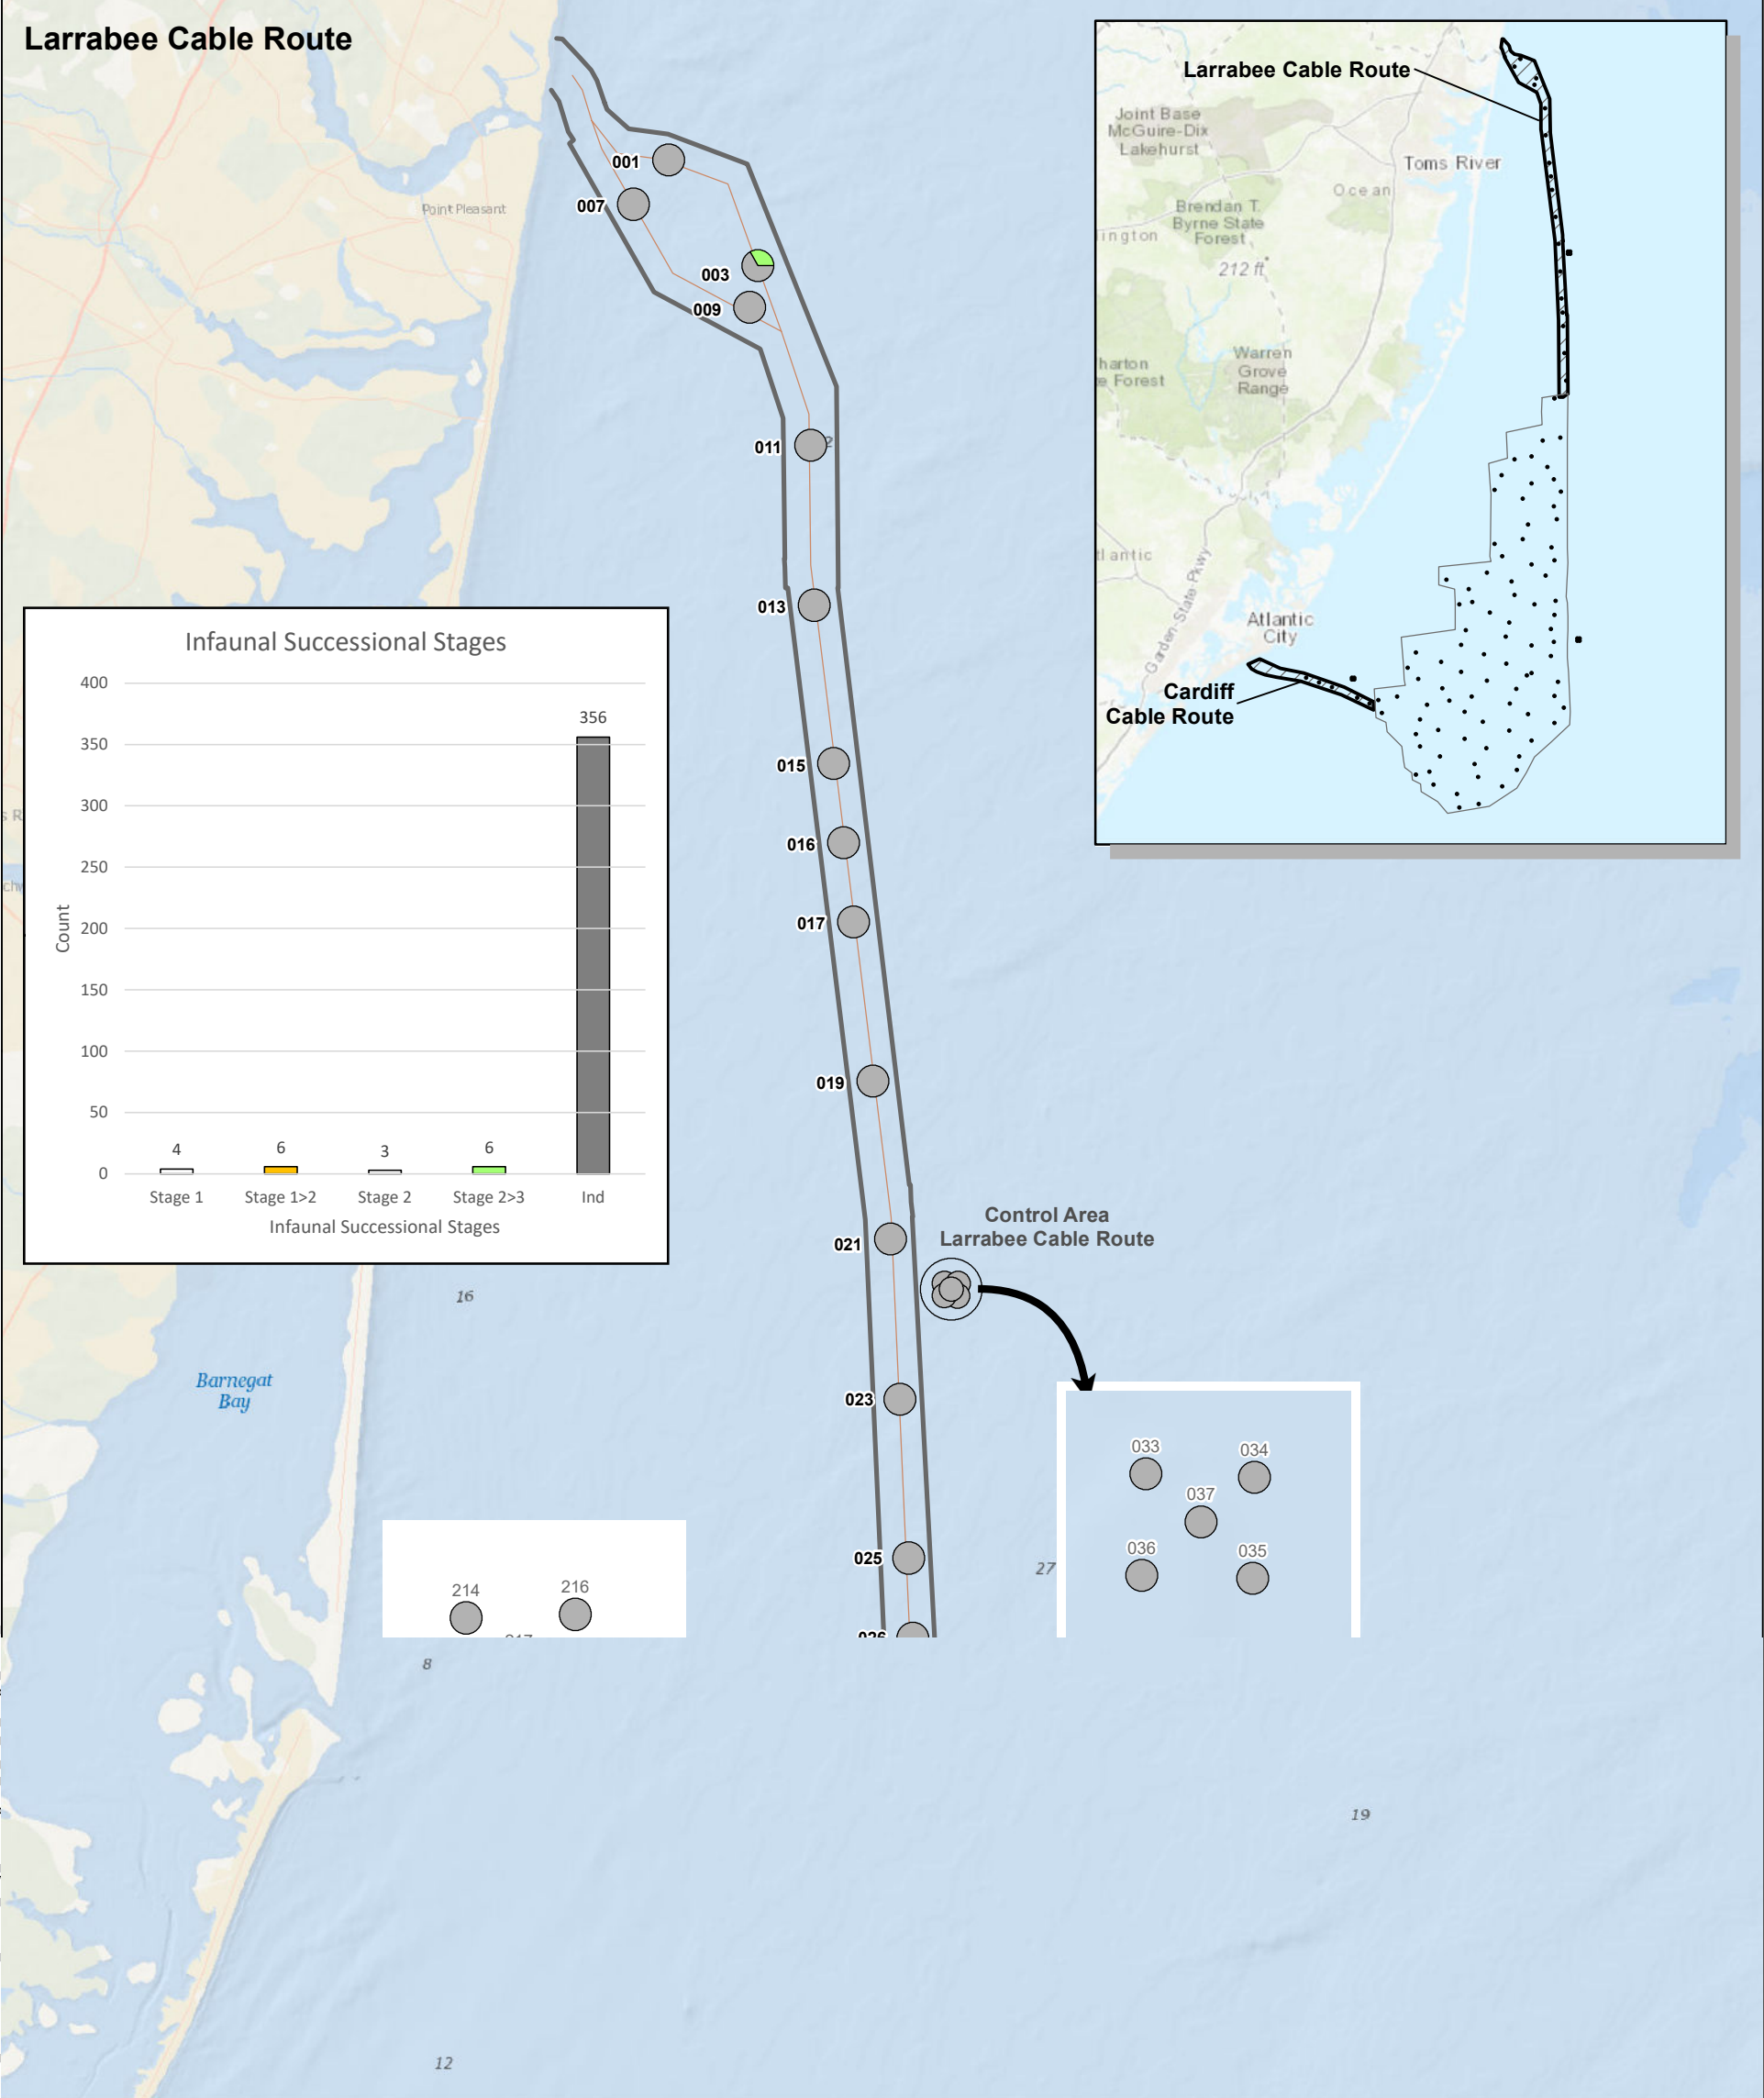 Larrabee Cable Route
001
007
Point Pleasant
003
009
011
013
015
016
017
019
021
023
025
Larrabee Cable Route
Joint Base
McGuire-Dix
Lakehurst
Toms River
Ocean
Brendan T.
Byrne State
Forest
ington
212 ft
Warren
Grove
Range
harton
e Forest
tlantic
Garden-State-Pkwy
Atlantic
City
Cardiff
Cable Route
Infaunal Successional Stages
400
350
300
250
200
150
100
50
0
Count
4
6
3
6
356
Stage 1
Stage 1>2
Stage 2
Stage 2>3
Ind
Infaunal Successional Stages
Control Area
Larrabee Cable Route
16
Barnegat
Bay
033
034
037
036
035
27
214
216
8
19
12